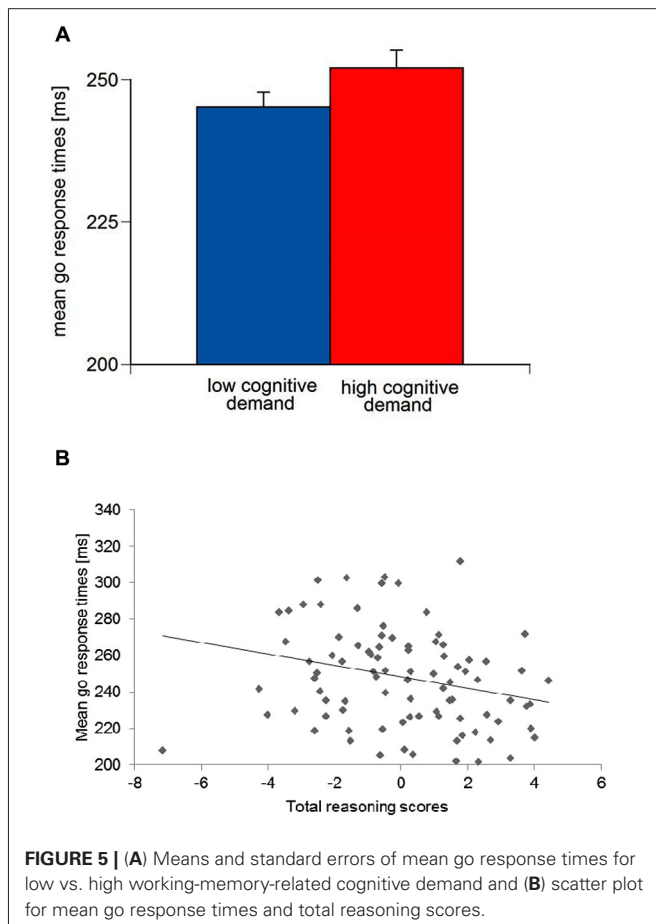 A
mean go response times [ms]
250
225
200
low cognitive
demand
high cognitive
demand
B
Mean go response times [ms]
340
320
300
280
260
240
220
200
-8
-6
-4
-2
0
2
4
6
Total reasoning scores
FIGURE 5 | (A) Means and standard errors of mean go response times for
low vs. high working-memory-related cognitive demand and (B) scatter plot
for mean go response times and total reasoning scores.